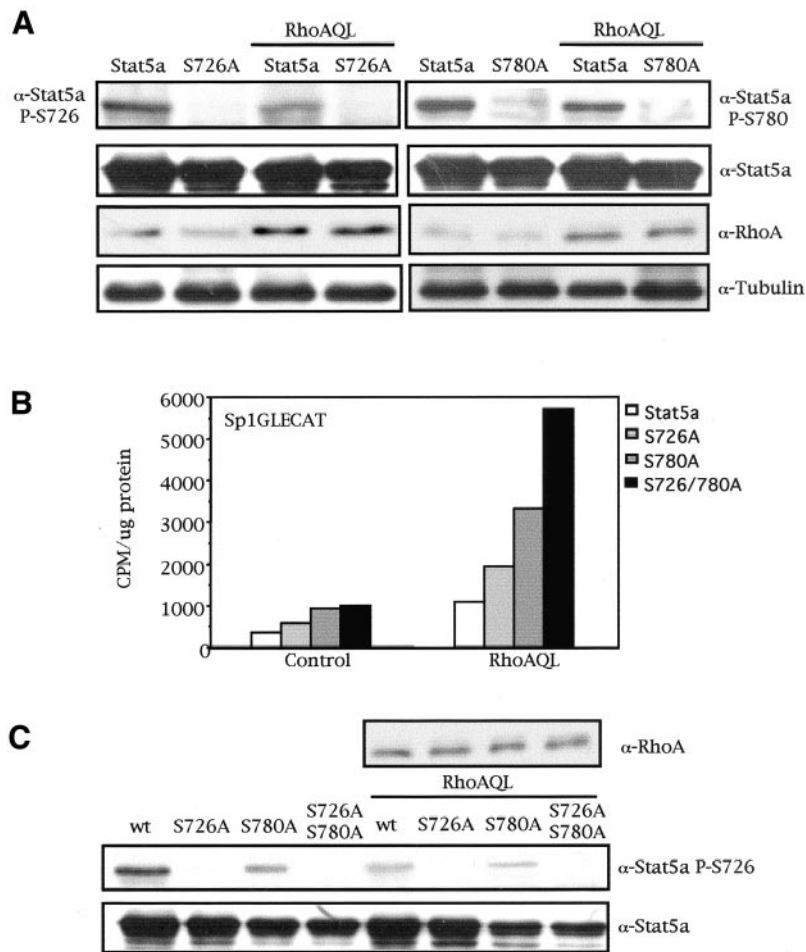 A
RhoAQL RhoAQL
Stat5a S726A Stat5a S726A Stat5a S780A Stat5a S780A
α-Stat5a
P-S726
α-Stat5a
P-S780
α-Stat5a
α-RhoA
α-Tubulin
B
Sp1GLECAT
CPM/ug protein
6000
5000
4000
3000
2000
1000
0
Control RhoAQL
Stat5a
S726A
S780A
S726/780A
C
α-RhoA
RhoAQL
wt S726A S780A S726A S780A wt S726A S780A S726A S780A
α-Stat5a P-S726
α-Stat5a